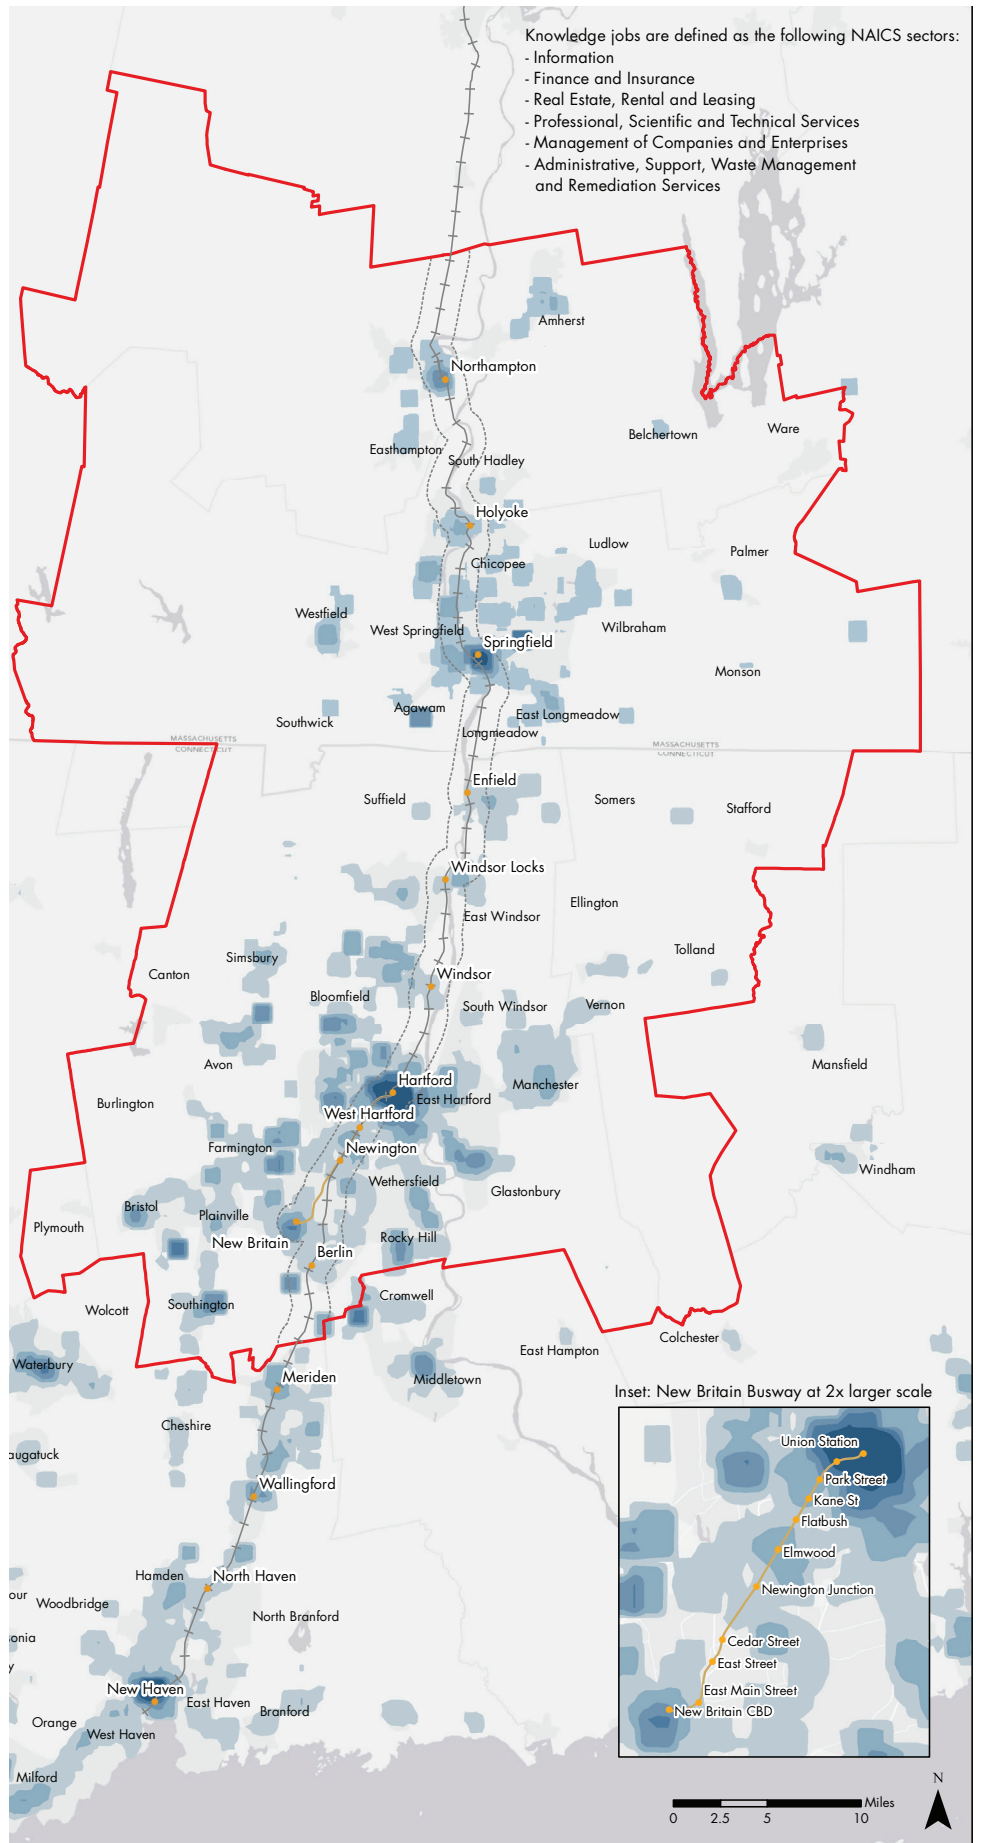 Knowledge jobs are defined as the following NAICS sectors:
- Information
- Finance and Insurance
- Real Estate, Rental and Leasing
- Professional, Scientific and Technical Services
- Management of Companies and Enterprises
- Administrative, Support, Waste Management
and Remediation Services
Amherst
Northampton
Belchertown
Ware
Easthampton
South Hadley
Holyoke
Ludlow
Palmer
Chicopee
Westfield
West Springfield
Wilbraham
Springfield
Monson
Agawam
East Longmeadow
Southwick
Longmeadow
MASSACHUSETTS
CONNECTICUT
MASSACHUSETTS
CONNECTICUT
Enfield
Suffield
Somers
Stafford
Windsor Locks
Ellington
East Windsor
Tolland
Simsbury
Canton
Windsor
Bloomfield
South Windsor
Vernon
Avon
Mansfield
Hartford
Manchester
East Hartford
Burlington
West Hartford
Farmington
Newington
Windham
Wethersfield
Glastonbury
Bristol
Plainville
Plymouth
New Britain
Rocky Hill
Berlin
Cromwell
Wolcott
Southington
Colchester
East Hampton
Waterbury
Meriden
Middletown
Inset: New Britain Busway at 2x larger scale
Cheshire
Union Station
augatuck
Park Street
Wallingford
Kane St
Flatbush
Elmwood
Hamden
North Haven
Newington Junction
our
Woodbridge
North Branford
onia
Cedar Street
y
East Street
New Haven
East Haven
East Main Street
Branford
New Britain CBD
Orange
West Haven
Milford
N
Miles
0 2.5 5 10